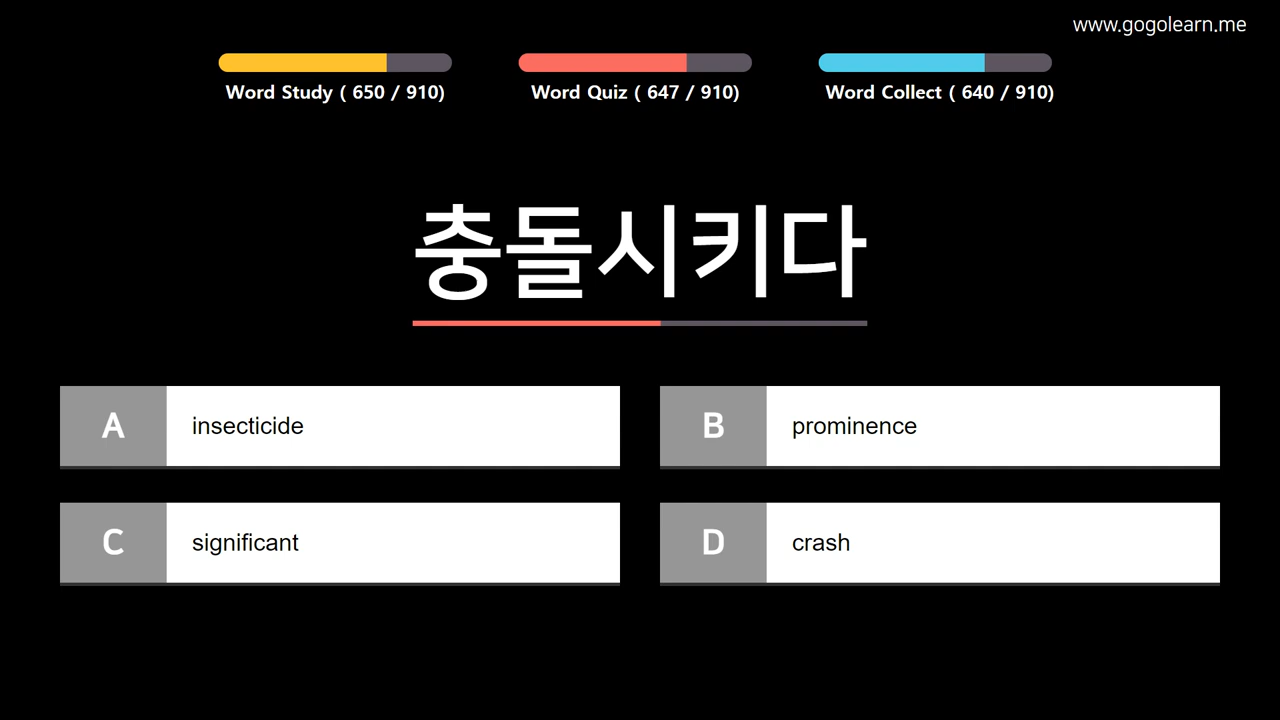 www.gogolearn.me
Word Study ( 650 / 910)
Word Quiz ( 647 / 910)
Word Collect ( 640 / 910)
충돌시키다
A insecticide
B prominence
C significant
D crash